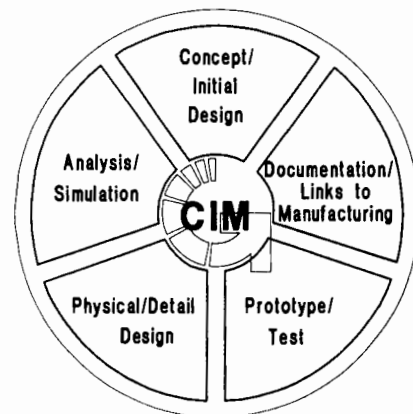 Concept/
Initial
Design
Analysis/
Simulation
Documentation/
Links to
Manufacturing
CIM
Physical/Detail
Design
Prototype/
Test